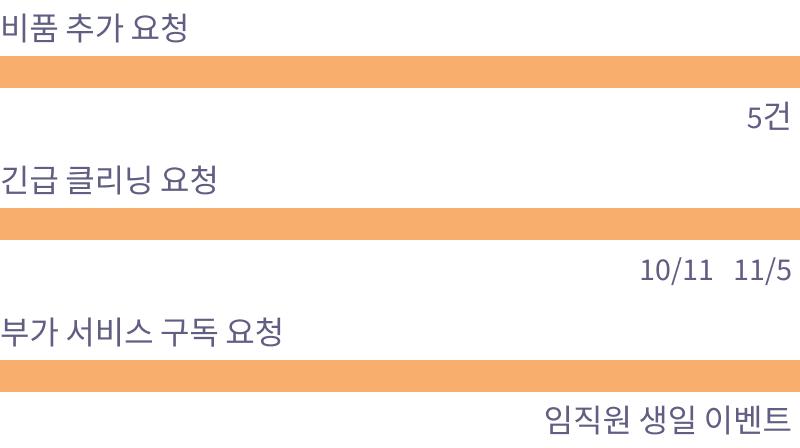 비품 추가 요청
5건
긴급 클리닝 요청
10/11 11/5
부가 서비스 구독 요청
임직원 생일 이벤트